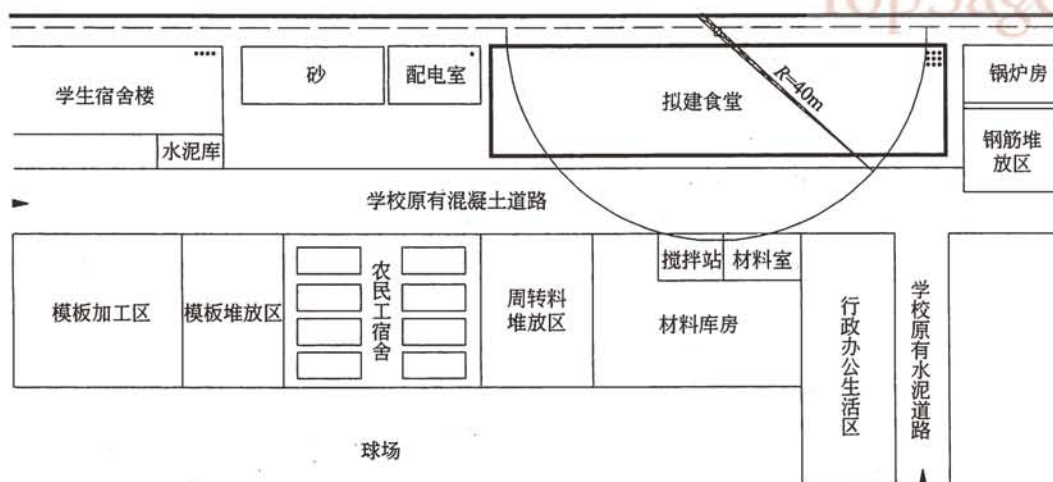 学生宿舍楼
水泥库
砂
配电室
拟建食堂
R=40m
锅炉房
钢筋堆
放区
学校原有混凝土道路
模板加工区
模板堆放区
农民工宿舍
周转料
堆放区
搅拌站
材料室
材料库房
行政办公生活区
学校原有水泥道路
球场